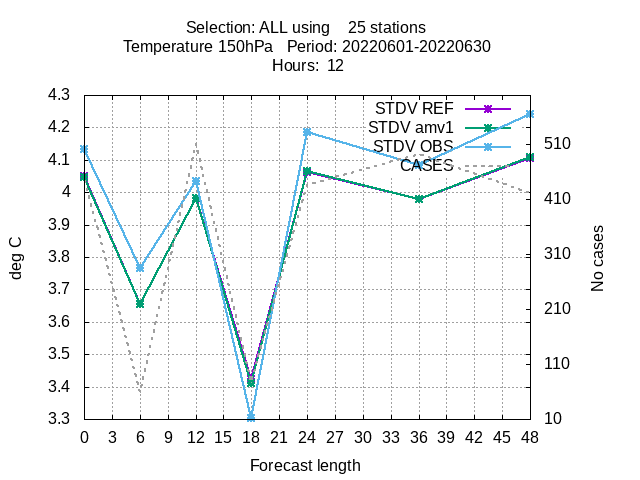 Selection: ALL using 25 stations
Temperature 150hPa Period: 20220601-20220630
Hours: 12
STDV REF
STDV amv1
STDV OBS
CASES
4.3
4.2
4.1
4
3.9
3.8
3.7
3.6
3.5
3.4
3.3
deg C
510
410
310
210
110
10
No cases
0 3 6 9 12 15 18 21 24 27 30 33 36 39 42 45 48
Forecast length